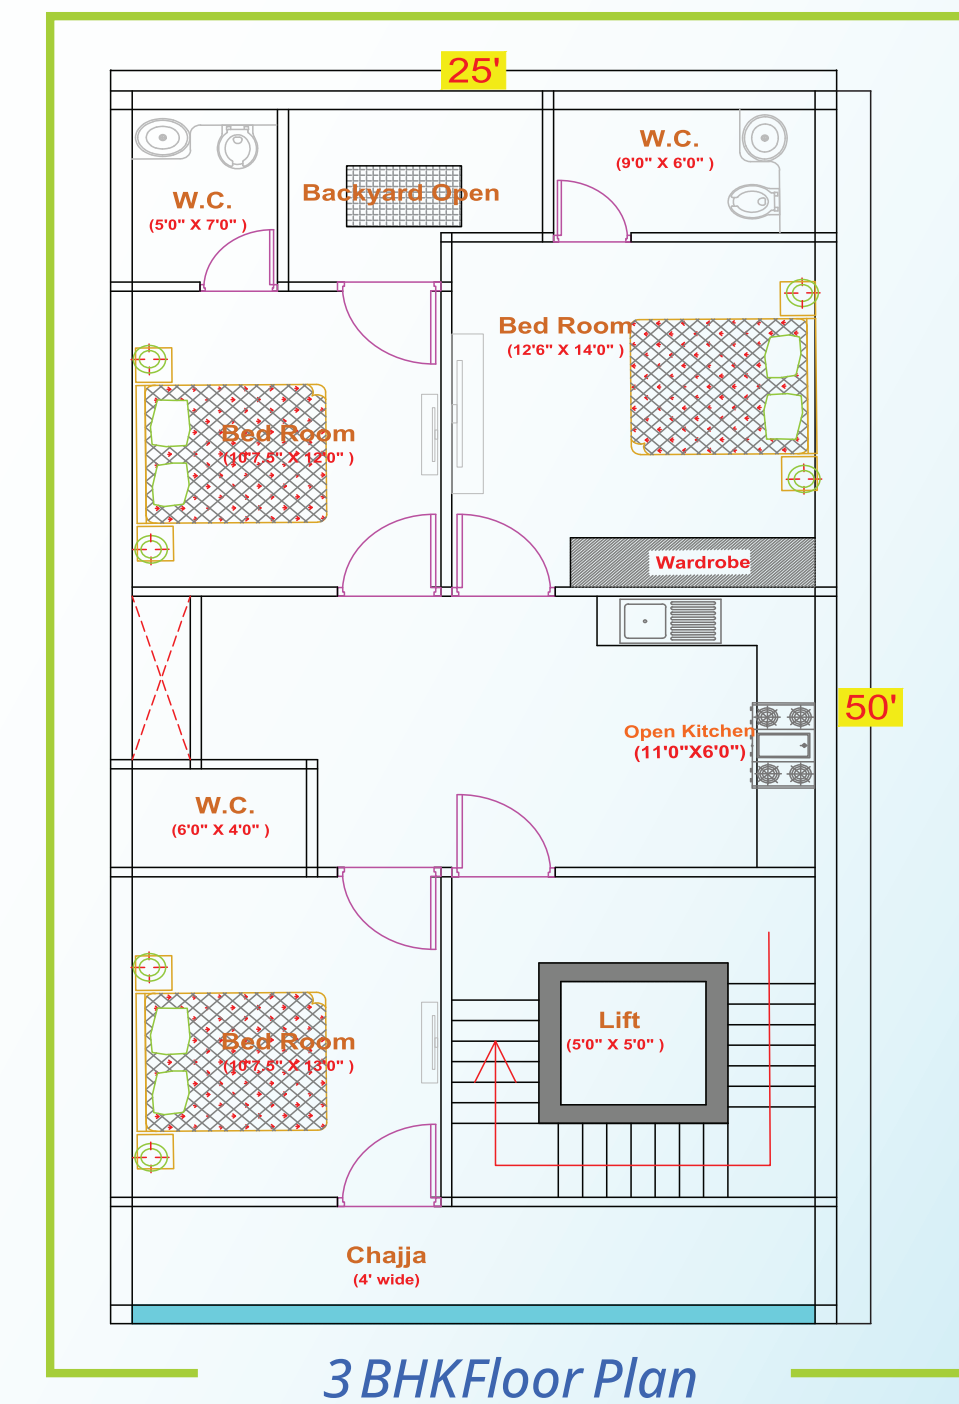 25'
W.C.
(9'0" X 6'0" )
Backyard Open
W.C.
(5'0" X 7'0" )
Bed Room
(12'6" X 14'0" )
Bed Room
(10'7.5" X 12'0" )
Wardrobe
50'
Open Kitchen
(11'0"X6'0")
W.C.
(6'0" X 4'0" )
Lift
(5'0" X 5'0" )
Bed Room
(10'7.5" X 13'0" )
Chajja
(4' wide)
3 BHKFloor Plan